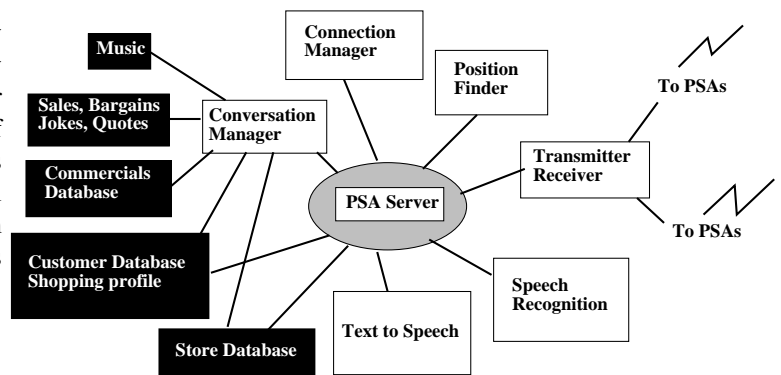 Connection
Manager
Music
Position
Finder
To PSAs
Sales, Bargains
Jokes, Quotes
Conversation
Manager
Commercials
Database
Transmitter
Receiver
PSA Server
To PSAs
Customer Database
Shopping profile
Speech
Recognition
Text to Speech
Store Database